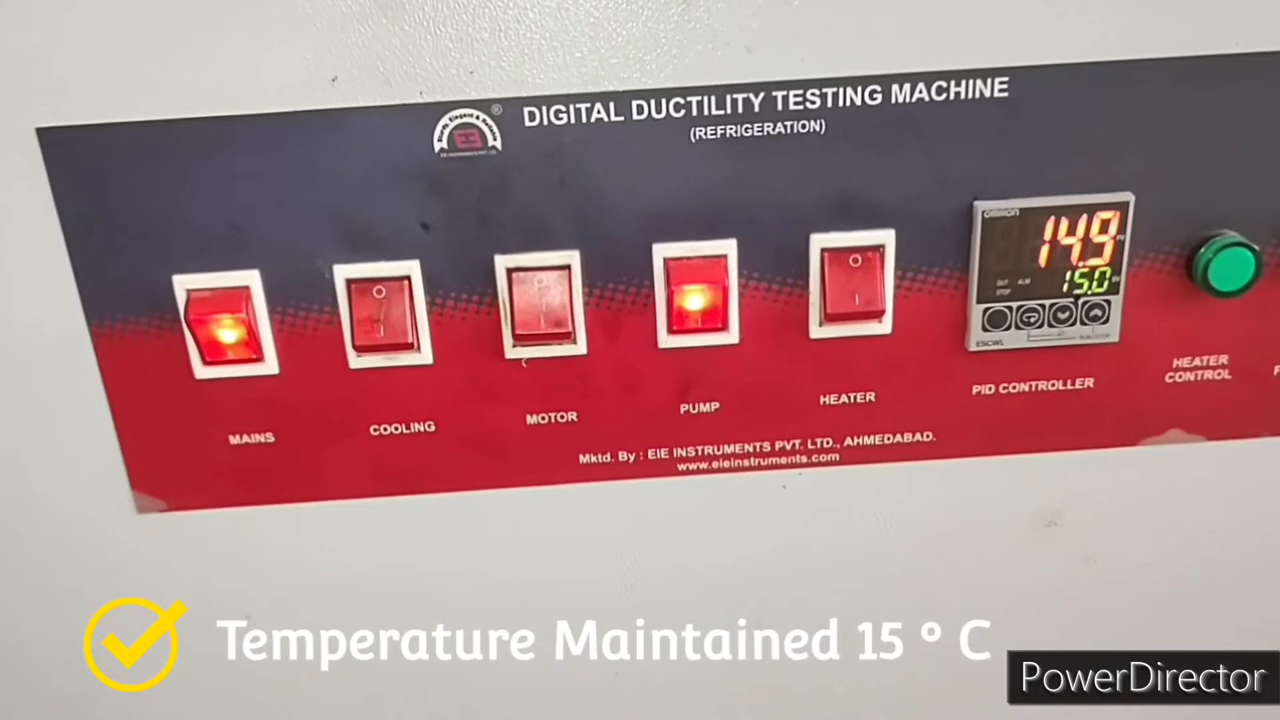 DIGITAL DUCTILITY TESTING MACHINE
(REFRIGERATION)
omron
14.9
15.0
E5CWL
MAINS
COOLING
MOTOR
PUMP
HEATER
PID CONTROLLER
HEATER
CONTROL
Mktd. By : EIE INSTRUMENTS PVT. LTD., AHMEDABAD.
www.eieinstruments.com
Temperature Maintained 15 ° C
PowerDirector